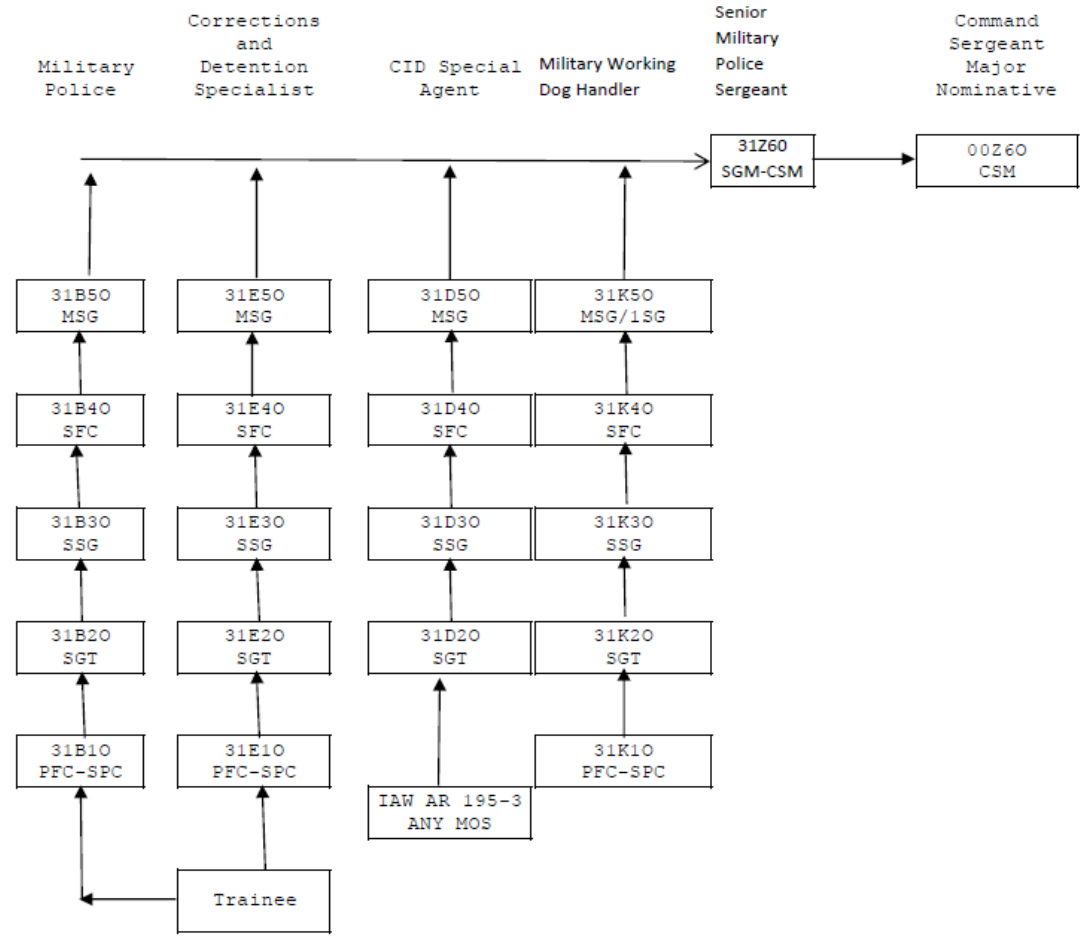 Military
Police
Corrections
and
Detention
Specialist
CID Special
Agent
Military Working
Dog Handler
Senior
Military
Police
Sergeant
Command
Sergeant
Major
Nominative
31Z60
SGM-CSM
00Z6O
CSM
31B5O
MSG
31E5O
MSG
31D5O
MSG
31K5O
MSG/1SG
31B4O
SFC
31E4O
SFC
31D4O
SFC
31K4O
SFC
31B3O
SSG
31E3O
SSG
31D3O
SSG
31K3O
SSG
31B2O
SGT
31E2O
SGT
31D2O
SGT
31K2O
SGT
31B1O
PFC-SPC
31E1O
PFC-SPC
IAW AR 195-3
ANY MOS
31K1O
PFC-SPC
Trainee